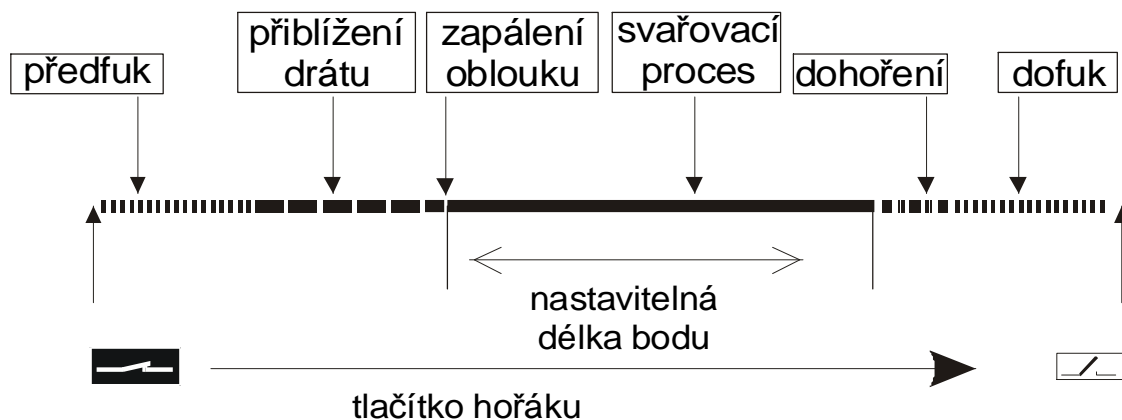 předfuk
přiblížení
drátu
zapálení
oblouku
svařovací
proces
dohoření
dofuk
nastavitelná
délka bodu
tlačítko hořáku